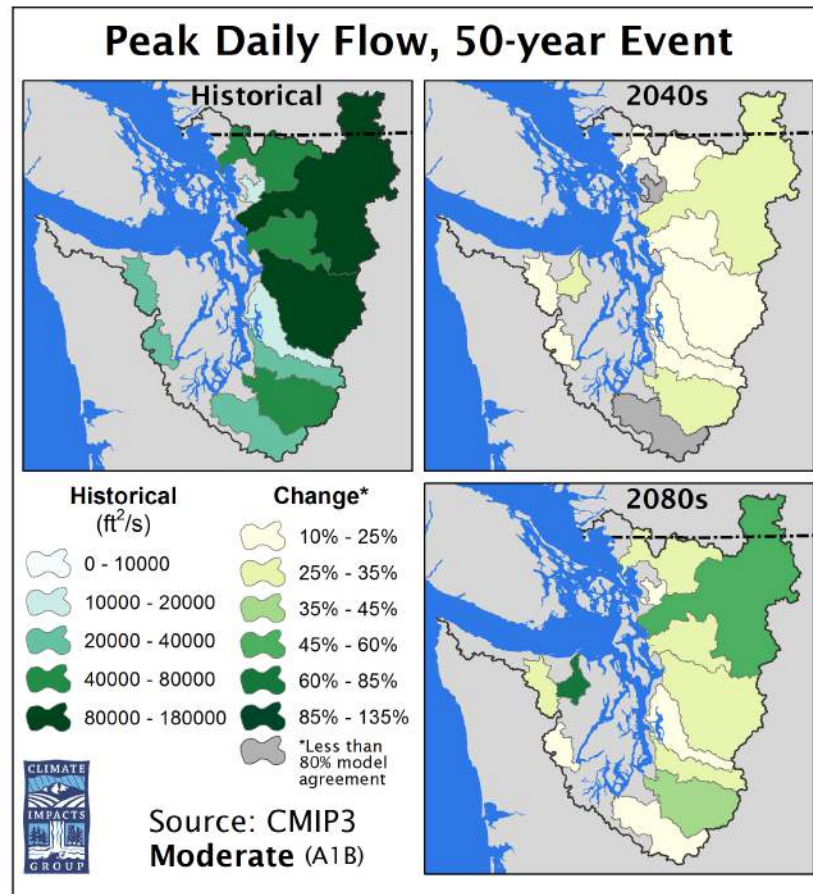 Peak Daily Flow, 50-year Event
Historical
2040s
Historical
(ft²/s)
0 - 10000
10000 - 20000
20000 - 40000
40000 - 80000
80000 - 180000
Change*
10% - 25%
25% - 35%
35% - 45%
45% - 60%
60% - 85%
85% - 135%
*Less than
80% model
agreement
2080s
CLIMATE
IMPACTS
GROUP
Source: CMIP3
Moderate (A1B)